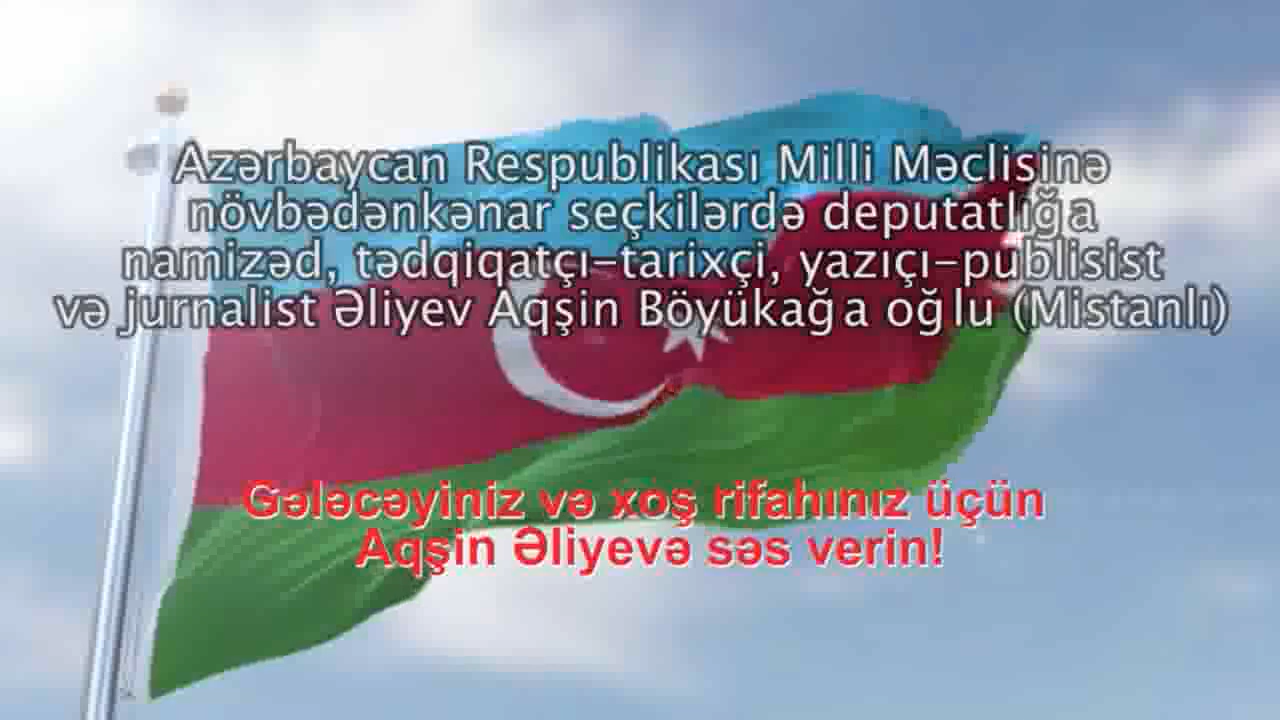 Azərbaycan Respublikası Milli Məclisinə
növbədənkənar seçkilərdə deputatlığa
namizəd, tədqiqatçı-tarixçi, yazıçı-publisist
və jurnalist Əliyev Aqşin Böyükağa oğlu (Mistanlı)
Gələcəyiniz və xoş rifahınız üçün
Aqşin Əliyevə səs verin!